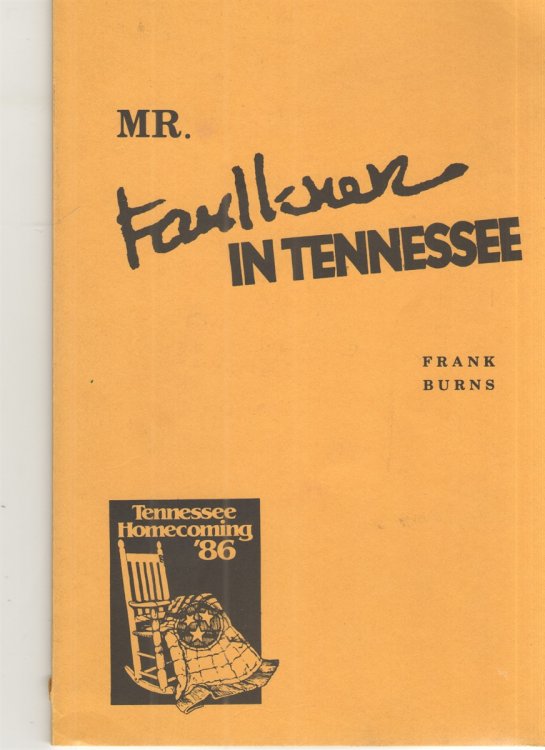 MR.
Faulkner
IN TENNESSEE
FRANK
BURNS
Tennessee
Homecoming
'86